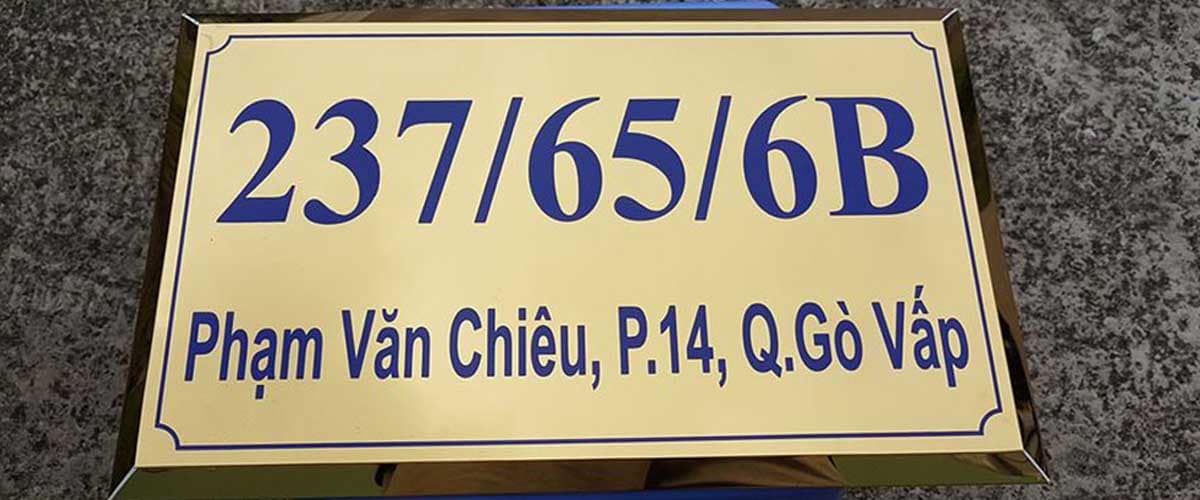 237/65/6B
Phạm Văn Chiêu, P.14, Q.Gò Vấp